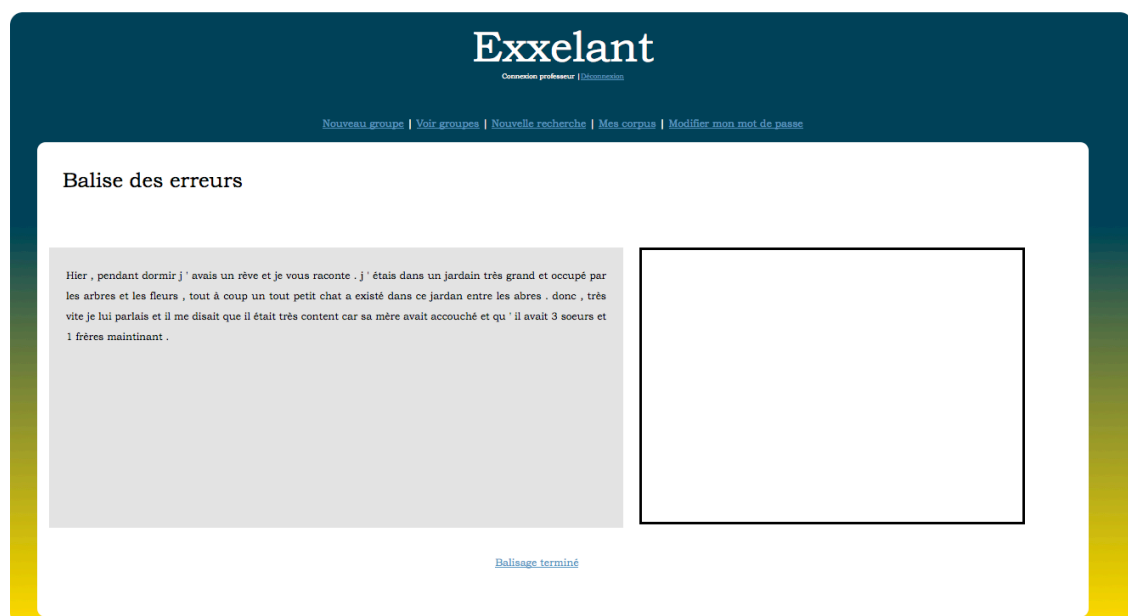 Exxelant
Connexion professeur | Déconnexion
Nouveau groupe | Voir groupes | Nouvelle recherche | Mes corpus | Modifier mon mot de passe
Balise des erreurs
Hier , pendant dormir j ' avais un rêve et je vous raconte . j ' étais dans un jardain très grand et occupé par
les arbres et les fleurs , tout à coup un tout petit chat a existé dans ce jardan entre les abres . donc , très
vite je lui parlais et il me disait que il était très content car sa mère avait accouché et qu ' il avait 3 soeurs et
1 frères maintinant .
Balisage terminé